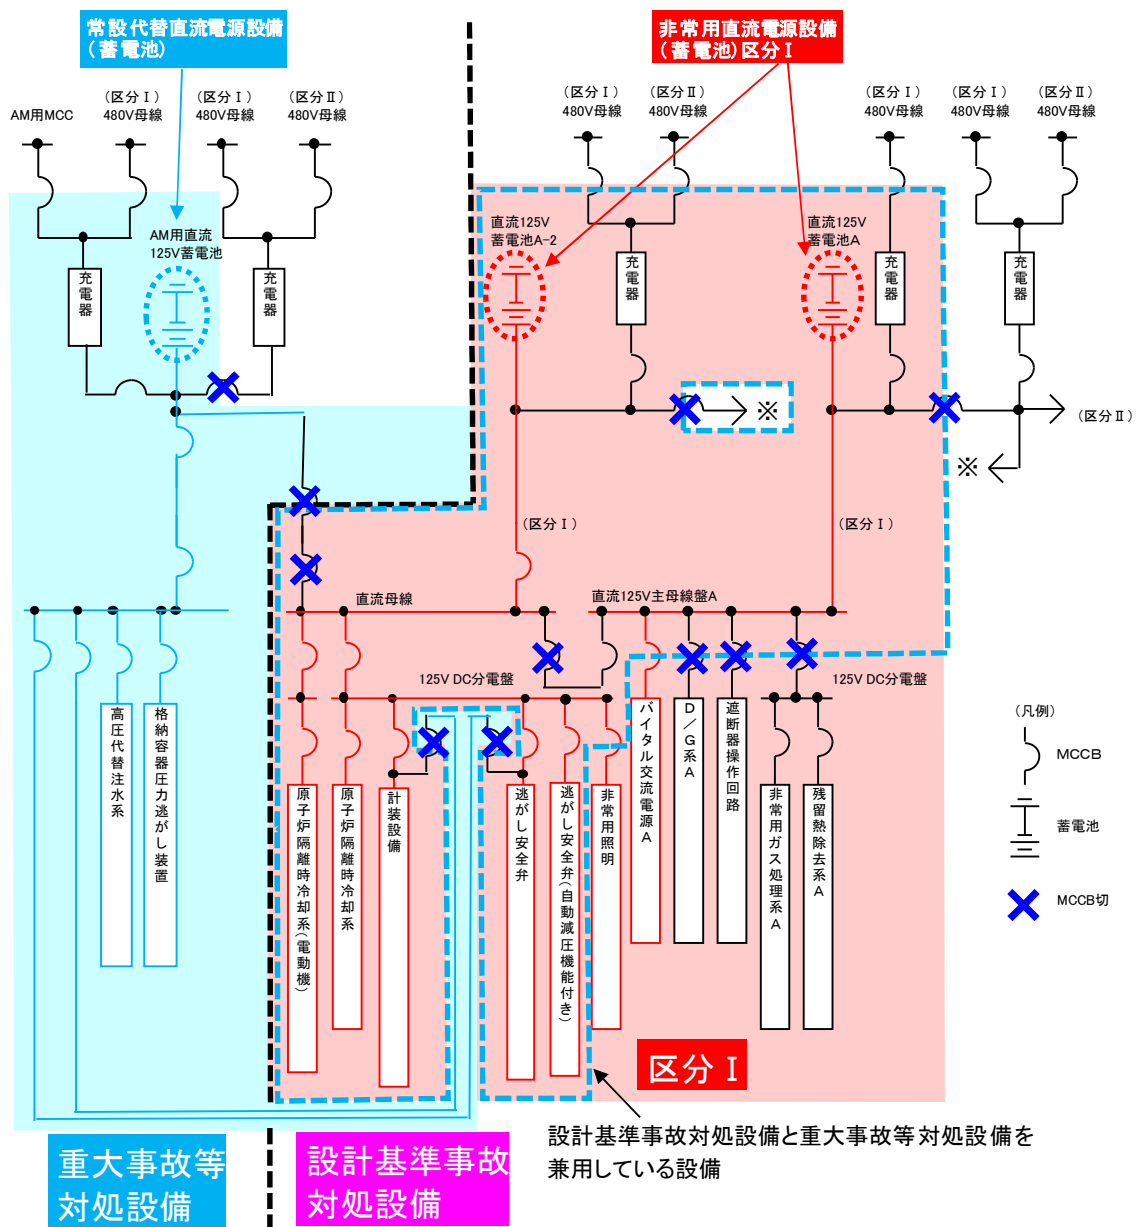 常設代替直流電源設備
(蓄電池)
非常用直流電源設備
(蓄電池)区分Ⅰ
AM用MCC
(区分Ⅰ)
480V母線
(区分Ⅰ)
480V母線
(区分Ⅱ)
480V母線
(区分Ⅰ)
480V母線
(区分Ⅱ)
480V母線
(区分Ⅰ)
480V母線
(区分Ⅰ)
480V母線
(区分Ⅱ)
480V母線
AM用直流
125V蓄電池
直流125V
蓄電池A-2
直流125V
蓄電池A
充電器
充電器
充電器
充電器
充電器
※
(区分Ⅱ)
※
(区分Ⅰ)
(区分Ⅰ)
直流母線
直流125V主母線盤A
125V DC分電盤
125V DC分電盤
高圧代替注水系
格納容器圧力逃がし装置
原子炉隔離時冷却系(電動機)
原子炉隔離時冷却系
計装設備
逃がし安全弁
逃がし安全弁(自動減圧機能付き)
非常用照明
バイタル交流電源A
D/G系A
遮断器操作回路
非常用ガス処理系A
残留熱除去系A
(凡例)
MCCB
蓄電池
MCCB切
区分Ⅰ
設計基準事故対処設備と重大事故等対処設備を
兼用している設備
重大事故等
対処設備
設計基準事故
対処設備